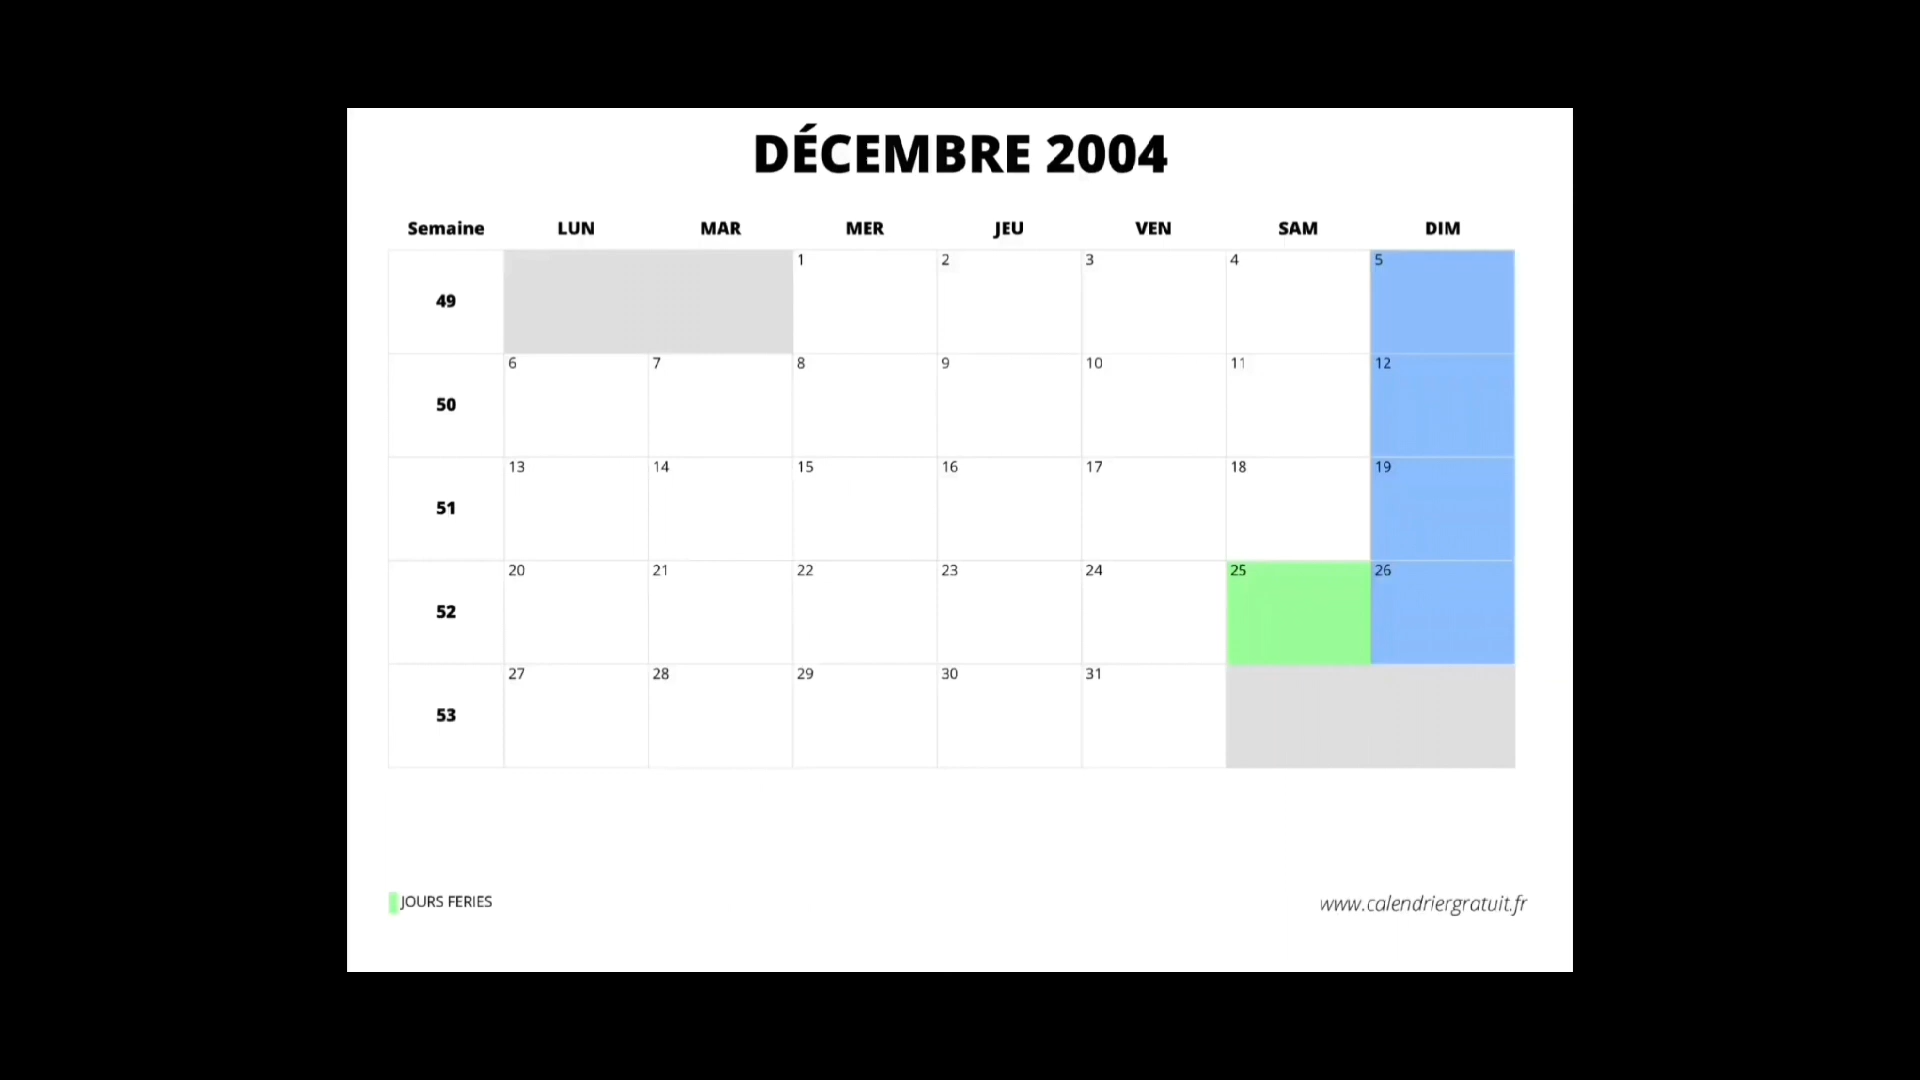 DÉCEMBRE 2004
Semaine LUN MAR MER JEU VEN SAM DIM
49 1 2 3 4 5
50 6 7 8 9 10 11 12
51 13 14 15 16 17 18 19
52 20 21 22 23 24 25 26
53 27 28 29 30 31
JOURS FERIES www.calendriergratuit.fr